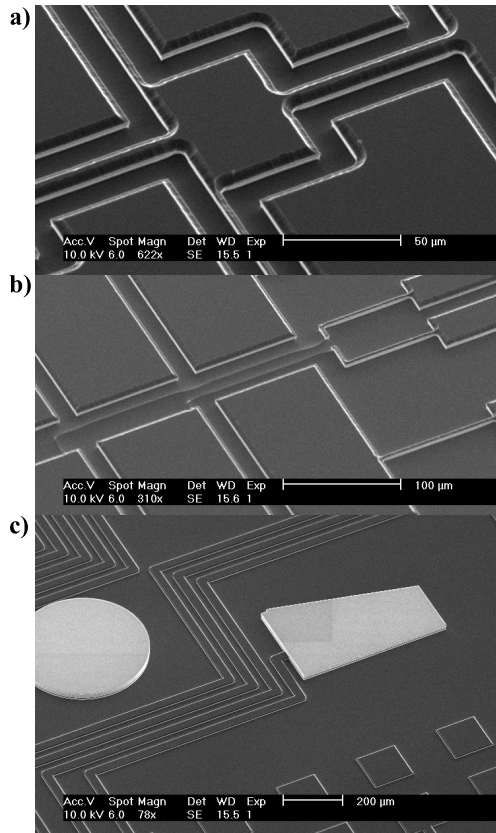 a)
50 µm
Acc.V Spot Magn Det WD Exp
10.0 kV 6.0 622x SE 15.5 1
b)
100 µm
Acc.V Spot Magn Det WD Exp
10.0 kV 6.0 310x SE 15.6 1
c)
200 µm
Acc.V Spot Magn Det WD Exp
10.0 kV 6.0 78x SE 15.5 1